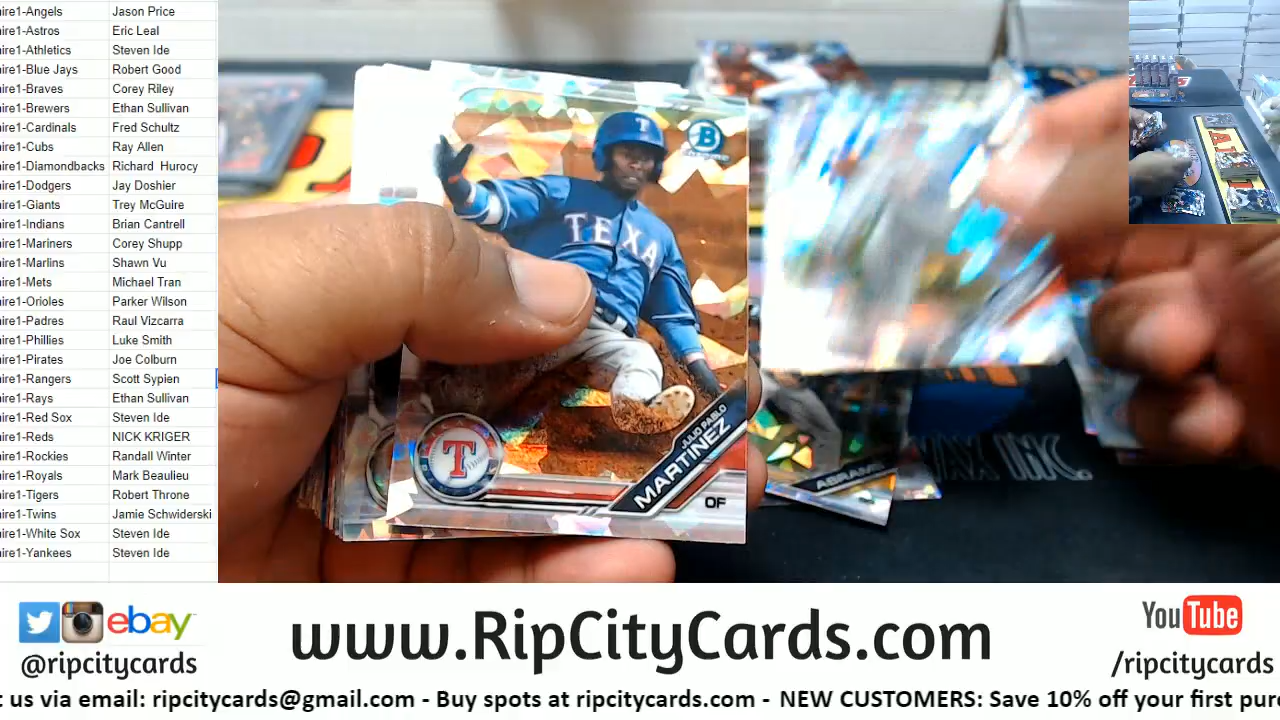 ire1-Angels Jason Price
ire1-Astros Eric Leal
ire1-Athletics Steven Ide
ire1-Blue Jays Robert Good
ire1-Braves Corey Riley
ire1-Brewers Ethan Sullivan
ire1-Cardinals Fred Schultz
ire1-Cubs Ray Allen
ire1-Diamondbacks Richard Hurocy
ire1-Dodgers Jay Doshier
ire1-Giants Trey McGuire
ire1-Indians Brian Cantrell
ire1-Mariners Corey Shupp
ire1-Marlins Shawn Vu
ire1-Mets Michael Tran
ire1-Orioles Parker Wilson
ire1-Padres Raul Vizcarra
ire1-Phillies Luke Smith
ire1-Pirates Joe Colburn
ire1-Rangers Scott Sypien
ire1-Rays Ethan Sullivan
ire1-Red Sox Steven Ide
ire1-Reds NICK KRIGER
ire1-Rockies Randall Winter
ire1-Royals Mark Beaulieu
ire1-Tigers Robert Throne
ire1-Twins Jamie Schwiderski
ire1-White Sox Steven Ide
ire1-Yankees Steven Ide
T
B
TEXA
JULIO PABLO
MARTINEZ
OF
T
ABRAMS
INC.
ebay
@ripcitycards
www.RipCityCards.com
YouTube
/ripcitycards
t us via email: ripcitycards@gmail.com - Buy spots at ripcitycards.com - NEW CUSTOMERS: Save 10% off your first pur